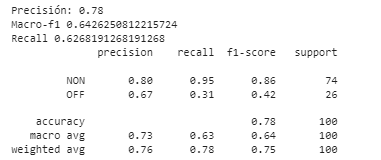 Precisión: 0.78
Macro-f1 0.6426250812215724
Recall 0.6268191268191268
precision recall f1-score support
NON 0.80 0.95 0.86 74
OFF 0.67 0.31 0.42 26
accuracy 0.78 100
macro avg 0.73 0.63 0.64 100
weighted avg 0.76 0.78 0.75 100